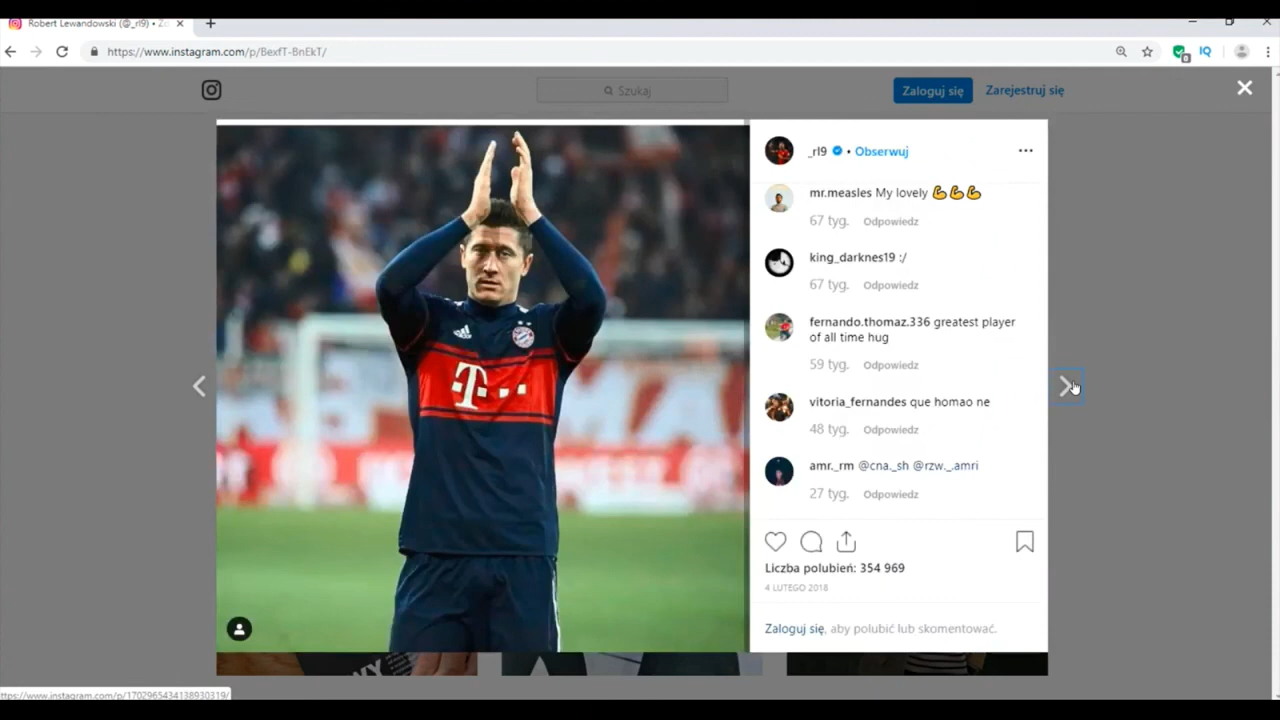 Robert Lewandowski (@_rl9) • Zo
https://www.instagram.com/p/BexfT-BnEkT/
IQ
Szukaj
Zaloguj się
Zarejestruj się
_rl9 • Obserwuj
mr.measles My lovely 💪💪💪
67 tyg. Odpowiedz
king_darknes19 :/
67 tyg. Odpowiedz
fernando.thomaz.336 greatest player
of all time hug
59 tyg. Odpowiedz
vitoria_fernandes que homao ne
48 tyg. Odpowiedz
amr._rm @cna._sh @rzw._.amri
27 tyg. Odpowiedz
Liczba polubień: 354 969
4 LUTEGO 2018
Zaloguj się, aby polubić lub skomentować.
T
ttps://www.instagram.com/p/1702965434138930319/